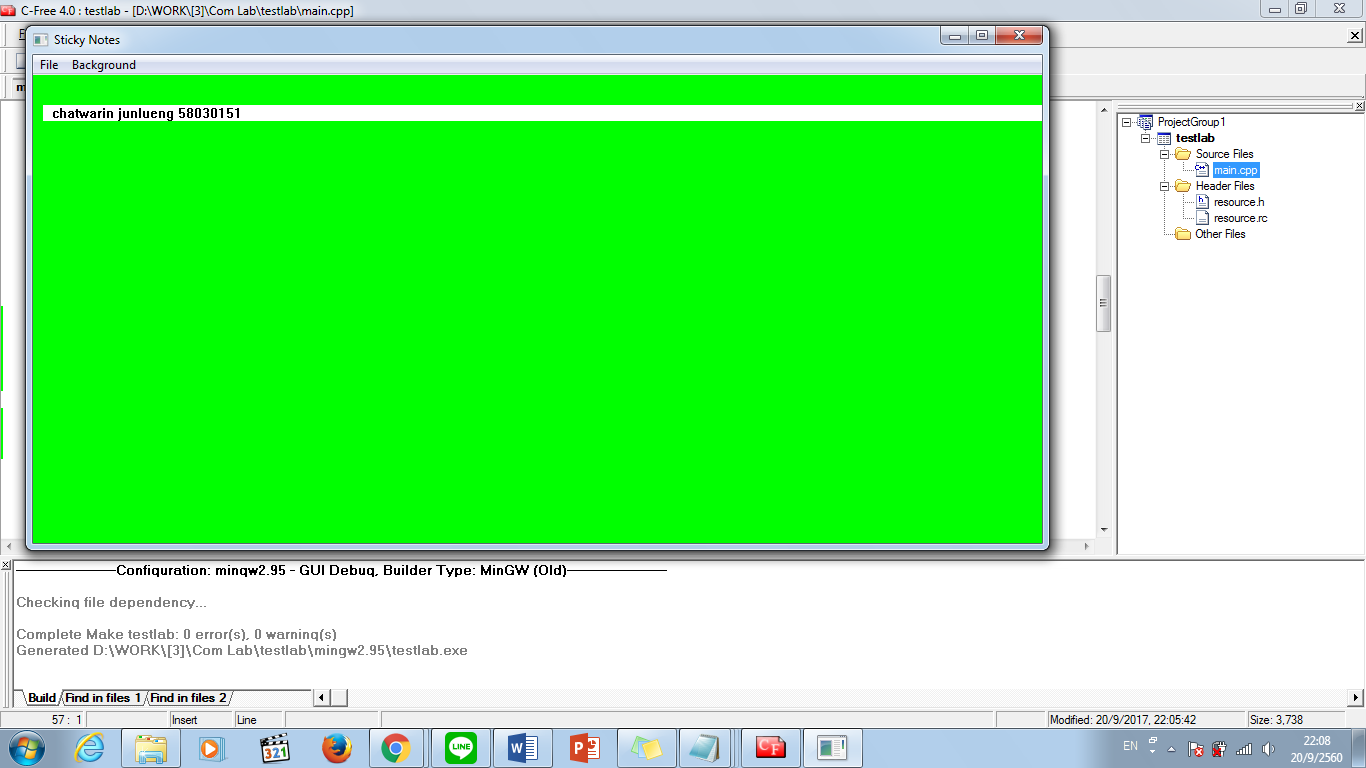 C-Free 4.0 : testlab - [D:\WORK\[3]\Com Lab\testlab\main.cpp]
Sticky Notes
File Background
chatwarin junlueng 58030151
ProjectGroup1
testlab
Source Files
main.cpp
Header Files
resource.h
resource.rc
Other Files
Configuration: mingw2.95 - GUI Debug, Builder Type: MinGW (Old)
Checking file dependency...
Complete Make testlab: 0 error(s), 0 warning(s)
Generated D:\WORK\[3]\Com Lab\testlab\mingw2.95\testlab.exe
Build Find in files 1 Find in files 2
57 : 1 Insert Line Modified: 20/9/2017, 22:05:42 Size: 3,738
321 LINE CF EN 22:08
20/9/2560